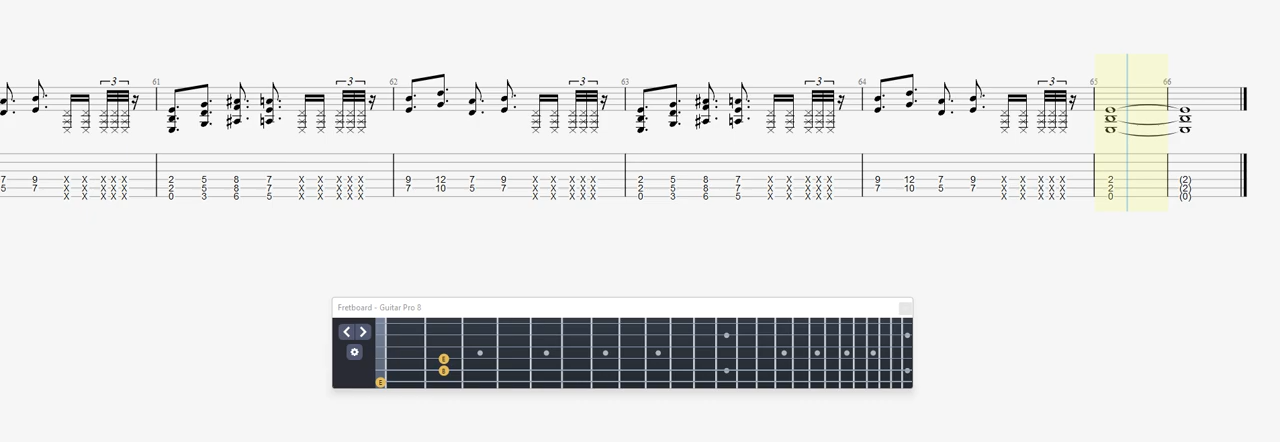 61 62 63 64 65 66
3 3 3 3 3
7 9 X X X X X 2 5 8 7 X X X X X 9 12 7 9 X X X X X 2 5 8 7 X X X X X 9 12 7 9 X X X X X 2 (2)
5 7 X X X X X 2 5 8 7 X X X X X 7 10 5 7 X X X X X 2 5 8 7 X X X X X 7 10 5 7 X X X X X 2 (2)
X X X X X 0 3 6 5 X X X X X X X X X X 0 3 6 5 X X X X X X X X X X 0 (0)
Fretboard - Guitar Pro 8
E